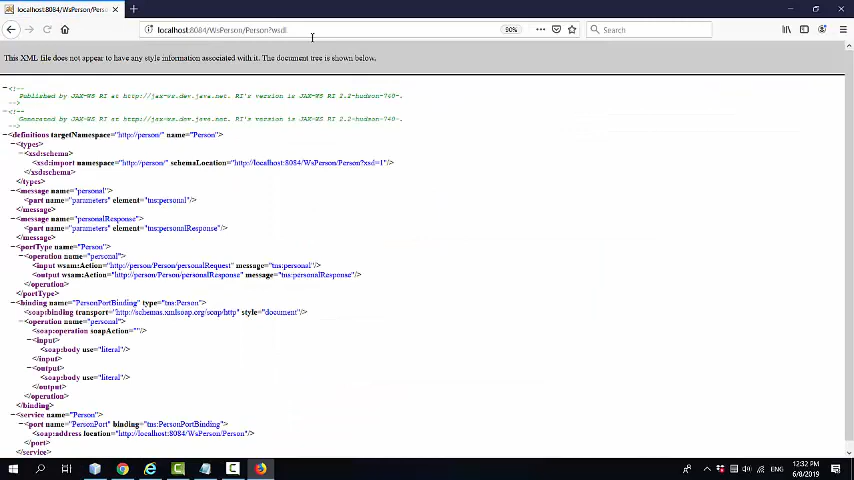 localhost:8084/WsPerson/Pers
localhost:8084/WsPerson/Person?wsdl
90%
Search
This XML file does not appear to have any style information associated with it. The document tree is shown below.
<!--
Published by JAX-WS RI at http://jax-ws.dev.java.net. RI's version is JAX-WS RI 2.2-hudson-740-.
-->
<!--
Generated by JAX-WS RI at http://jax-ws.dev.java.net. RI's version is JAX-WS RI 2.2-hudson-740-.
-->
<definitions targetNamespace="http://person/" name="Person">
<types>
<xsd:schema>
<xsd:import namespace="http://person/" schemaLocation="http://localhost:8084/WsPerson/Person?xsd=1"/>
</xsd:schema>
</types>
<message name="personal">
<part name="parameters" element="tns:personal"/>
</message>
<message name="personalResponse">
<part name="parameters" element="tns:personalResponse"/>
</message>
<portType name="Person">
<operation name="personal">
<input wsam:Action="http://person/Person/personalRequest" message="tns:personal"/>
<output wsam:Action="http://person/Person/personalResponse" message="tns:personalResponse"/>
</operation>
</portType>
<binding name="PersonPortBinding" type="tns:Person">
<soap:binding transport="http://schemas.xmlsoap.org/soap/http" style="document"/>
<operation name="personal">
<soap:operation soapAction=""/>
<input>
<soap:body use="literal"/>
</input>
<output>
<soap:body use="literal"/>
</output>
</operation>
</binding>
<service name="Person">
<port name="PersonPort" binding="tns:PersonPortBinding">
<soap:address location="http://localhost:8084/WsPerson/Person"/>
</port>
</service>
ENG
12:32 PM
6/8/2019